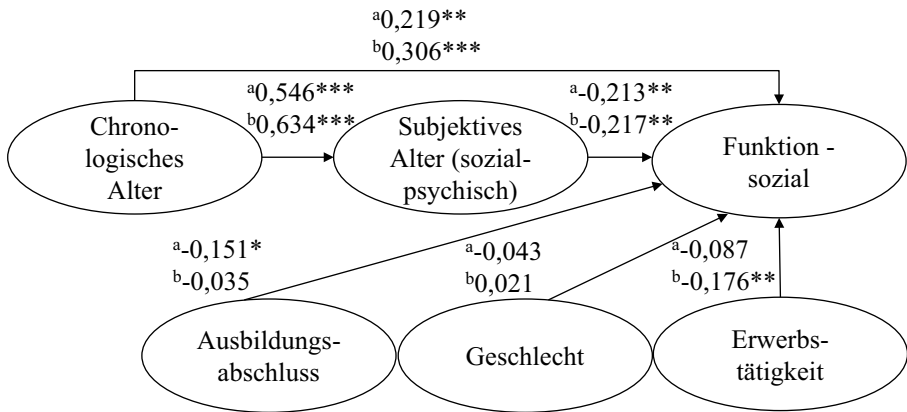 ᵃ0,219**
ᵇ0,306***
ᵃ0,546***
ᵇ0,634***
ᵃ-0,213**
ᵇ-0,217**
Chrono-
logisches
Alter
Subjektives
Alter (sozial-
psychisch)
Funktion -
sozial
ᵃ-0,151*
ᵇ-0,035
ᵃ-0,043
ᵇ0,021
ᵃ-0,087
ᵇ-0,176**
Ausbildungs-
abschluss
Geschlecht
Erwerbs-
tätigkeit